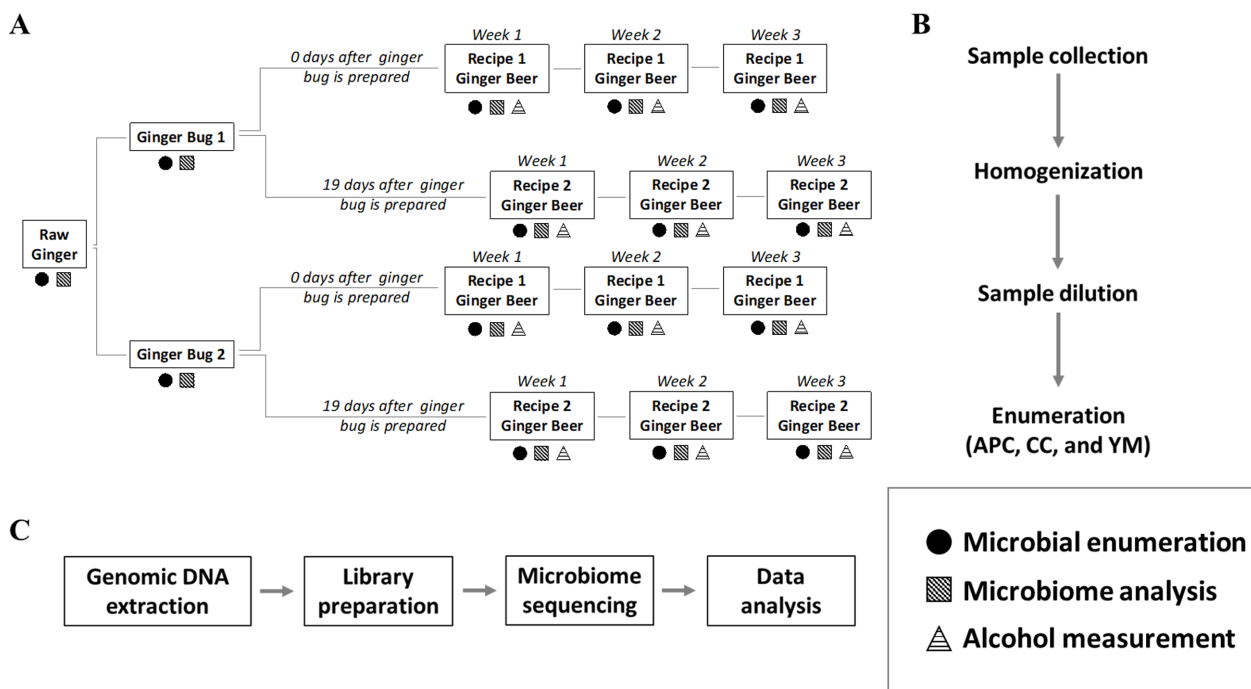 A
Week 1
Week 2
Week 3
0 days after ginger
bug is prepared
Recipe 1
Ginger Beer
Recipe 1
Ginger Beer
Recipe 1
Ginger Beer
Ginger Bug 1
Week 1
Week 2
Week 3
19 days after ginger
bug is prepared
Recipe 2
Ginger Beer
Recipe 2
Ginger Beer
Recipe 2
Ginger Beer
Raw
Ginger
Week 1
Week 2
Week 3
0 days after ginger
bug is prepared
Recipe 1
Ginger Beer
Recipe 1
Ginger Beer
Recipe 1
Ginger Beer
Ginger Bug 2
Week 1
Week 2
Week 3
19 days after ginger
bug is prepared
Recipe 2
Ginger Beer
Recipe 2
Ginger Beer
Recipe 2
Ginger Beer
B
Sample collection
Homogenization
Sample dilution
Enumeration
(APC, CC, and YM)
C
Genomic DNA
extraction
Library
preparation
Microbiome
sequencing
Data
analysis
Microbial enumeration
Microbiome analysis
Alcohol measurement